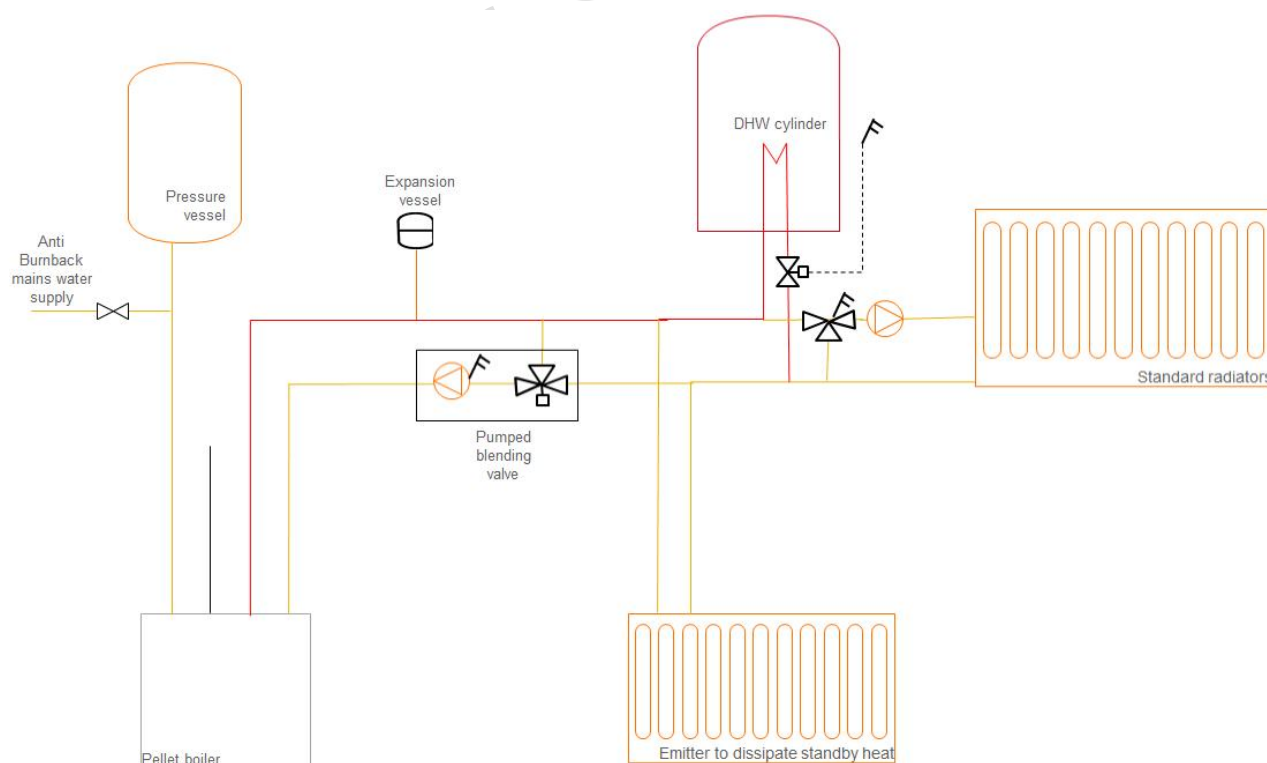 DHW cylinder
Pressure
vessel
Expansion
vessel
Anti
Burnback
mains water
supply
Standard radiators
Pumped
blending
valve
Pellet boiler
Emitter to dissipate standby heat